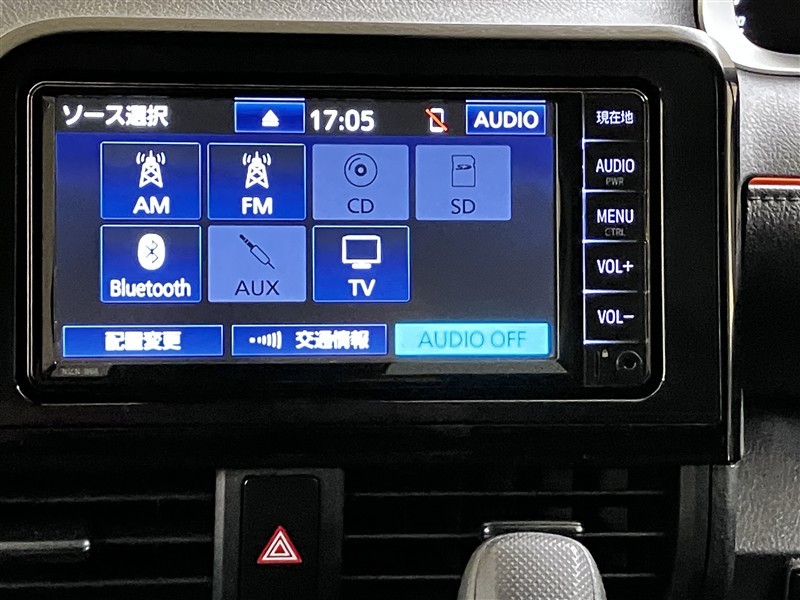 ソース選択 17:05 AUDIO
AM FM CD SD
Bluetooth AUX TV
配置変更 交通情報 AUDIO OFF
現在地
AUDIO
PWR
MENU
CTRL
VOL+
VOL-